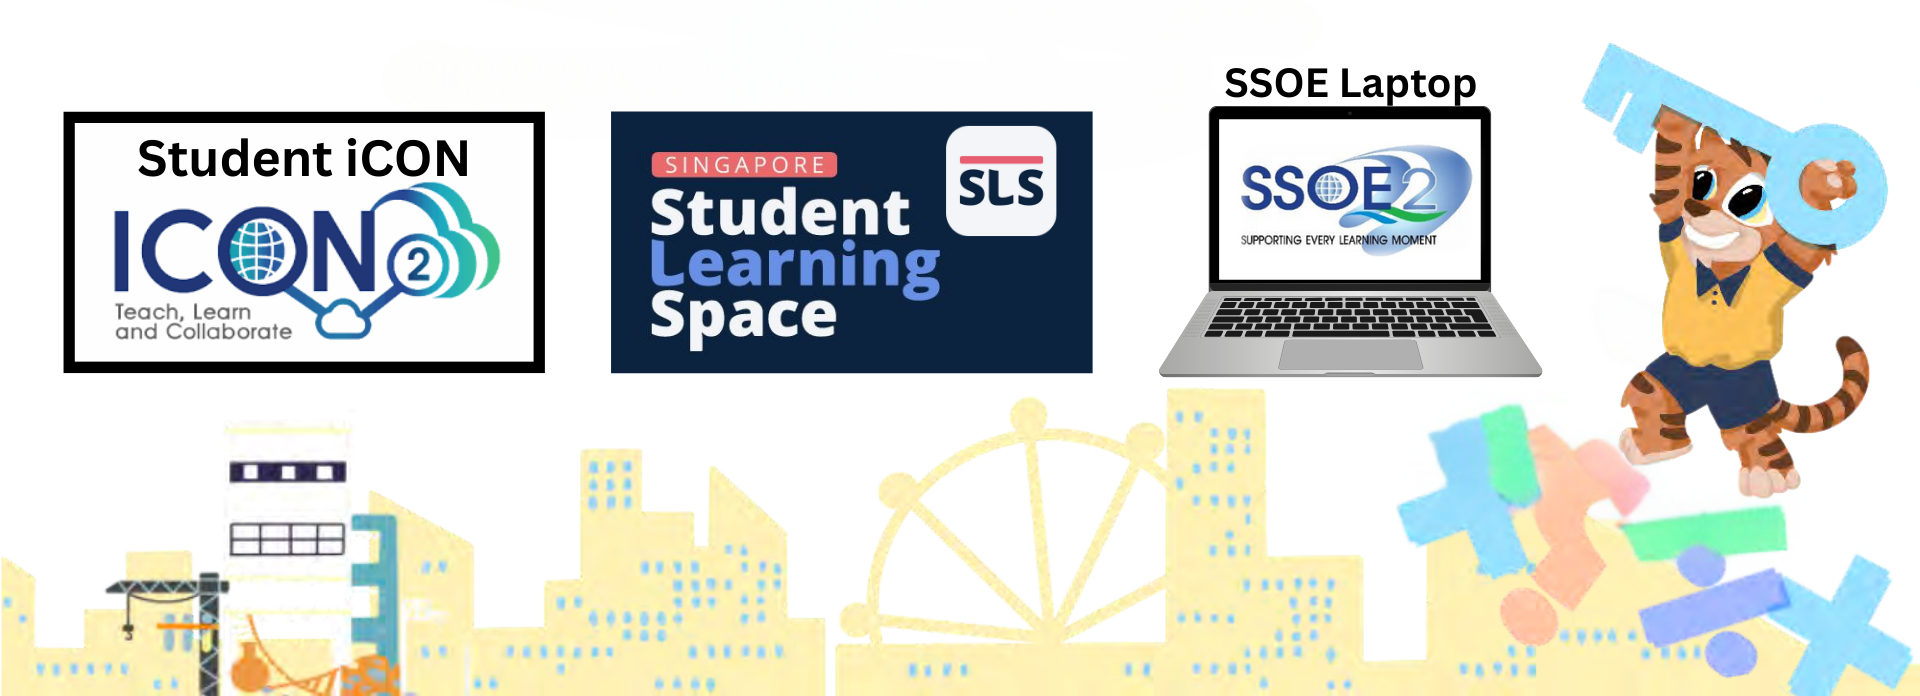 Student iCON
ICON 2
Teach, Learn
and Collaborate
SINGAPORE
Student
Learning
Space
SLS
SSOE Laptop
SSOE2
SUPPORTING EVERY LEARNING MOMENT